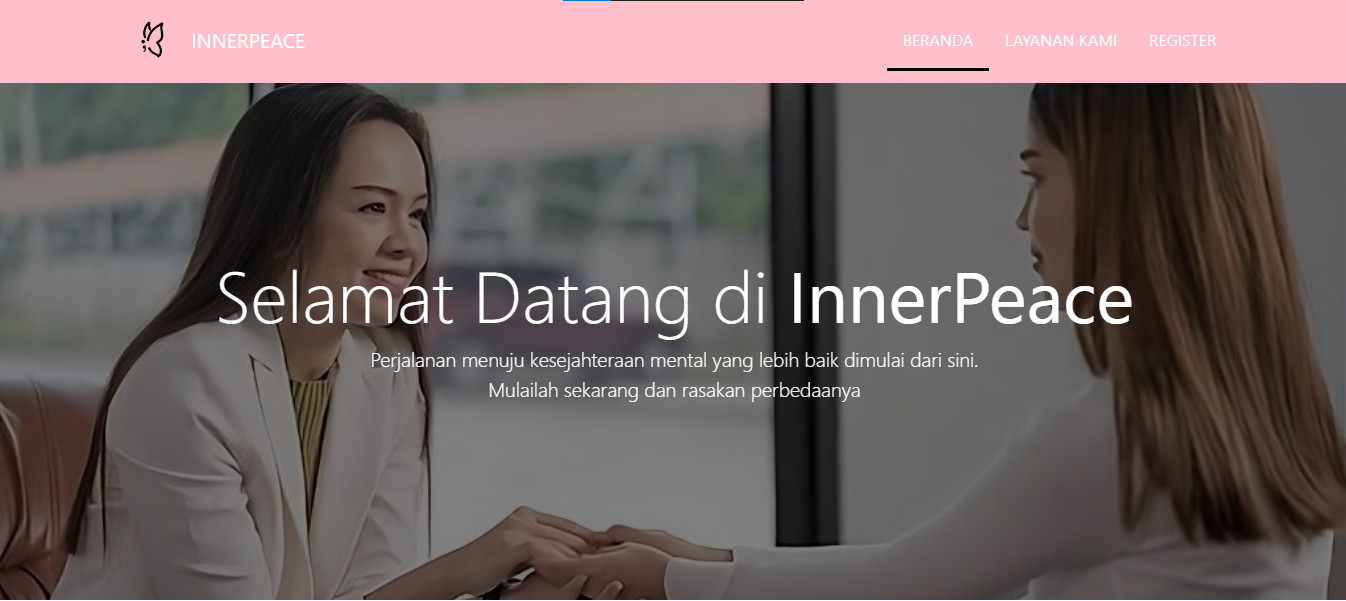 INNERPEACE
BERANDA
LAYANAN KAMI
REGISTER
Selamat Datang di InnerPeace
Perjalanan menuju kesejahteraan mental yang lebih baik dimulai dari sini.
Mulailah sekarang dan rasakan perbedaanya